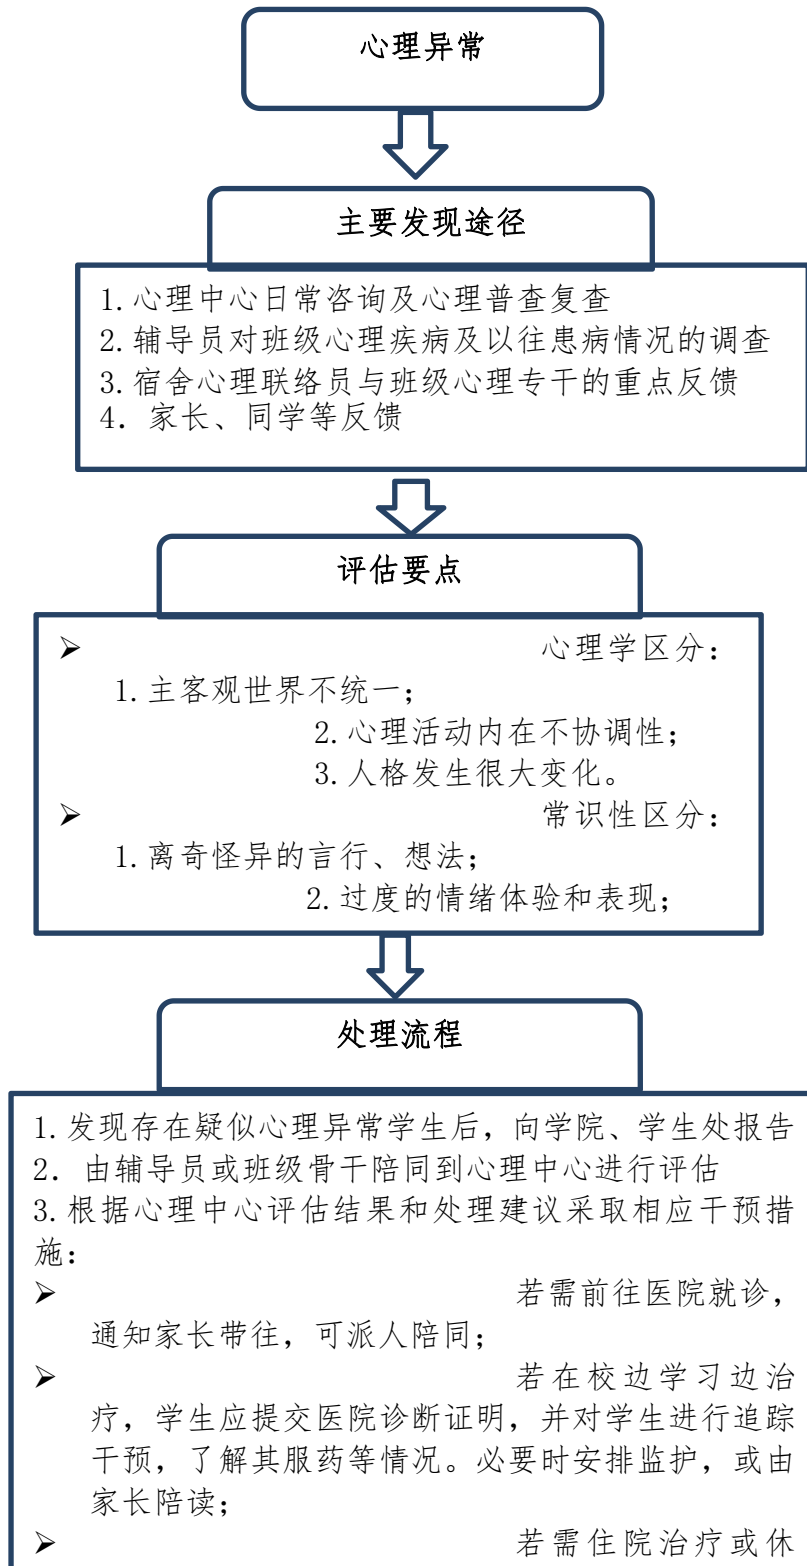 心理异常
主要发现途径
1.心理中心日常咨询及心理普查复查
2.辅导员对班级心理疾病及以往患病情况的调查
3.宿舍心理联络员与班级心理专干的重点反馈
4. 家长、同学等反馈
评估要点
➢ 心理学区分：
1.主客观世界不统一；
2.心理活动内在不协调性；
3.人格发生很大变化。
➢ 常识性区分：
1.离奇怪异的言行、想法；
2.过度的情绪体验和表现；
处理流程
1.发现存在疑似心理异常学生后，向学院、学生处报告
2. 由辅导员或班级骨干陪同到心理中心进行评估
3.根据心理中心评估结果和处理建议采取相应干预措
施：
➢ 若需前往医院就诊，
通知家长带往，可派人陪同；
➢ 若在校边学习边治
疗，学生应提交医院诊断证明，并对学生进行追踪
干预，了解其服药等情况。必要时安排监护，或由
家长陪读；
➢ 若需住院治疗或休